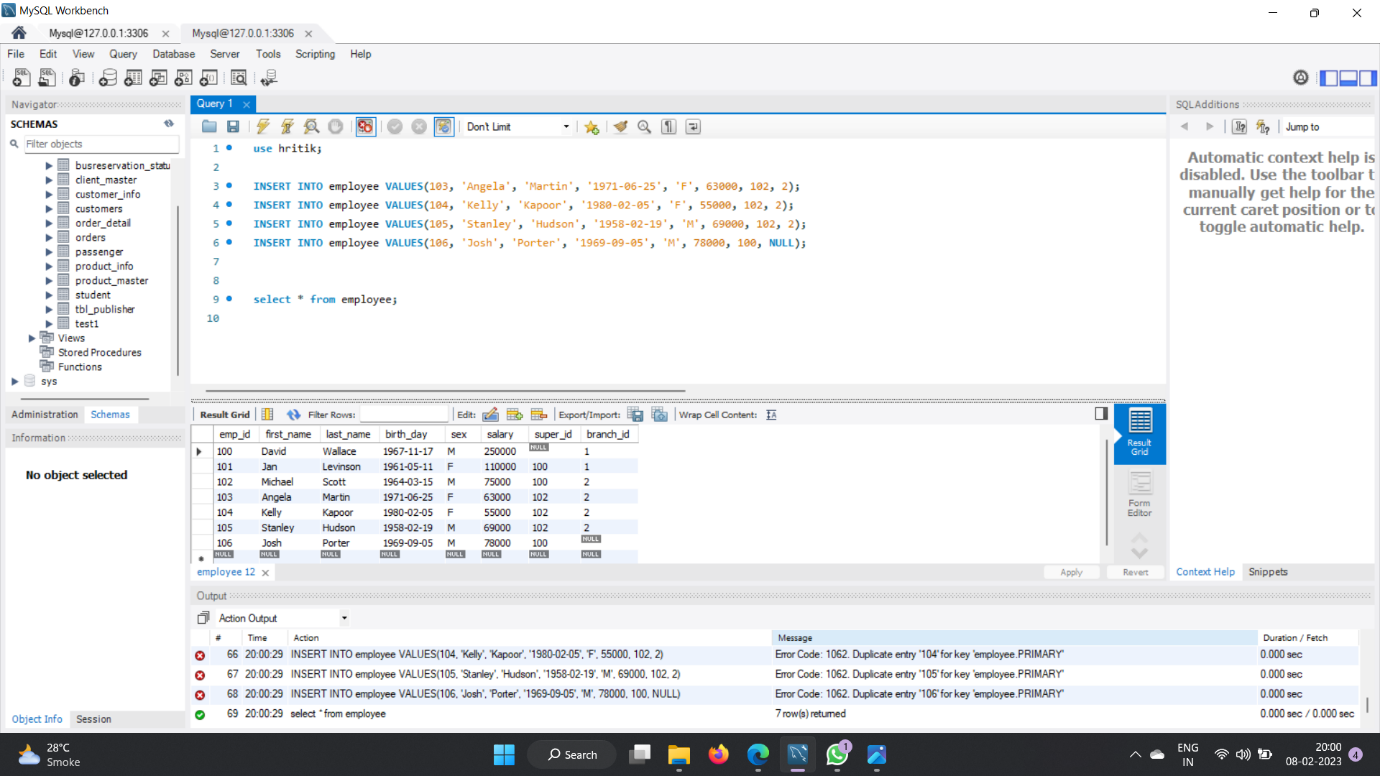 MySQL Workbench
Mysql@127.0.0.1:3306 Mysql@127.0.0.1:3306
File Edit View Query Database Server Tools Scripting Help
Navigator
SCHEMAS
Filter objects
busreservation_statu
client_master
customer_info
customers
order_detail
orders
passenger
product_info
product_master
student
tbl_publisher
test1
Views
Stored Procedures
Functions
sys
Administration Schemas
Information
No object selected
Object Info Session
Query 1
Don't Limit
1 use hritik;
2
3 INSERT INTO employee VALUES(103, 'Angela', 'Martin', '1971-06-25', 'F', 63000, 102, 2);
4 INSERT INTO employee VALUES(104, 'Kelly', 'Kapoor', '1980-02-05', 'F', 55000, 102, 2);
5 INSERT INTO employee VALUES(105, 'Stanley', 'Hudson', '1958-02-19', 'M', 69000, 102, 2);
6 INSERT INTO employee VALUES(106, 'Josh', 'Porter', '1969-09-05', 'M', 78000, 100, NULL);
7
8
9 select * from employee;
10
Result Grid Filter Rows: Edit: Export/Import: Wrap Cell Content:
emp_id first_name last_name birth_day sex salary super_id branch_id
100 David Wallace 1967-11-17 M 250000 NULL 1
101 Jan Levinson 1961-05-11 F 110000 100 1
102 Michael Scott 1964-03-15 M 75000 100 2
103 Angela Martin 1971-06-25 F 63000 102 2
104 Kelly Kapoor 1980-02-05 F 55000 102 2
105 Stanley Hudson 1958-02-19 M 69000 102 2
106 Josh Porter 1969-09-05 M 78000 100 NULL
NULL NULL NULL NULL NULL NULL NULL NULL
Result Grid
Form Editor
employee 12
Apply Revert
SQLAdditions
Jump to
Automatic context help is
disabled. Use the toolbar t
manually get help for the
current caret position or to
toggle automatic help.
Context Help Snippets
Output
Action Output
# Time Action Message Duration / Fetch
66 20:00:29 INSERT INTO employee VALUES(104, 'Kelly', 'Kapoor', '1980-02-05', 'F', 55000, 102, 2) Error Code: 1062. Duplicate entry '104' for key 'employee.PRIMARY' 0.000 sec
67 20:00:29 INSERT INTO employee VALUES(105, 'Stanley', 'Hudson', '1958-02-19', 'M', 69000, 102, 2) Error Code: 1062. Duplicate entry '105' for key 'employee.PRIMARY' 0.000 sec
68 20:00:29 INSERT INTO employee VALUES(106, 'Josh', 'Porter', '1969-09-05', 'M', 78000, 100, NULL) Error Code: 1062. Duplicate entry '106' for key 'employee.PRIMARY' 0.000 sec
69 20:00:29 select * from employee 7 row(s) returned 0.000 sec / 0.000 sec
28°C
Smoke
Search
1
ENG
IN
20:00
08-02-2023
4